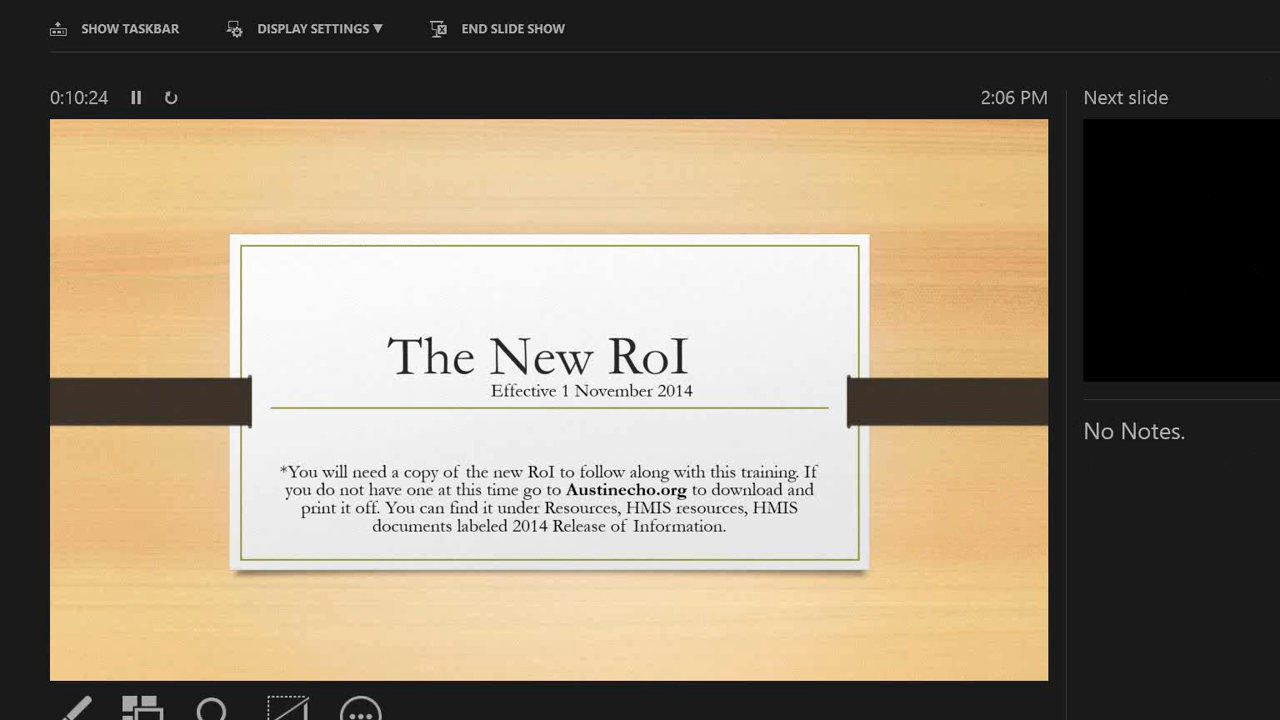 SHOW TASKBAR
DISPLAY SETTINGS ▼
END SLIDE SHOW
0:10:24
2:06 PM
Next slide
The New RoI
Effective 1 November 2014
*You will need a copy of the new RoI to follow along with this training. If
you do not have one at this time go to Austinecho.org to download and
print it off. You can find it under Resources, HMIS resources, HMIS
documents labeled 2014 Release of Information.
No Notes.